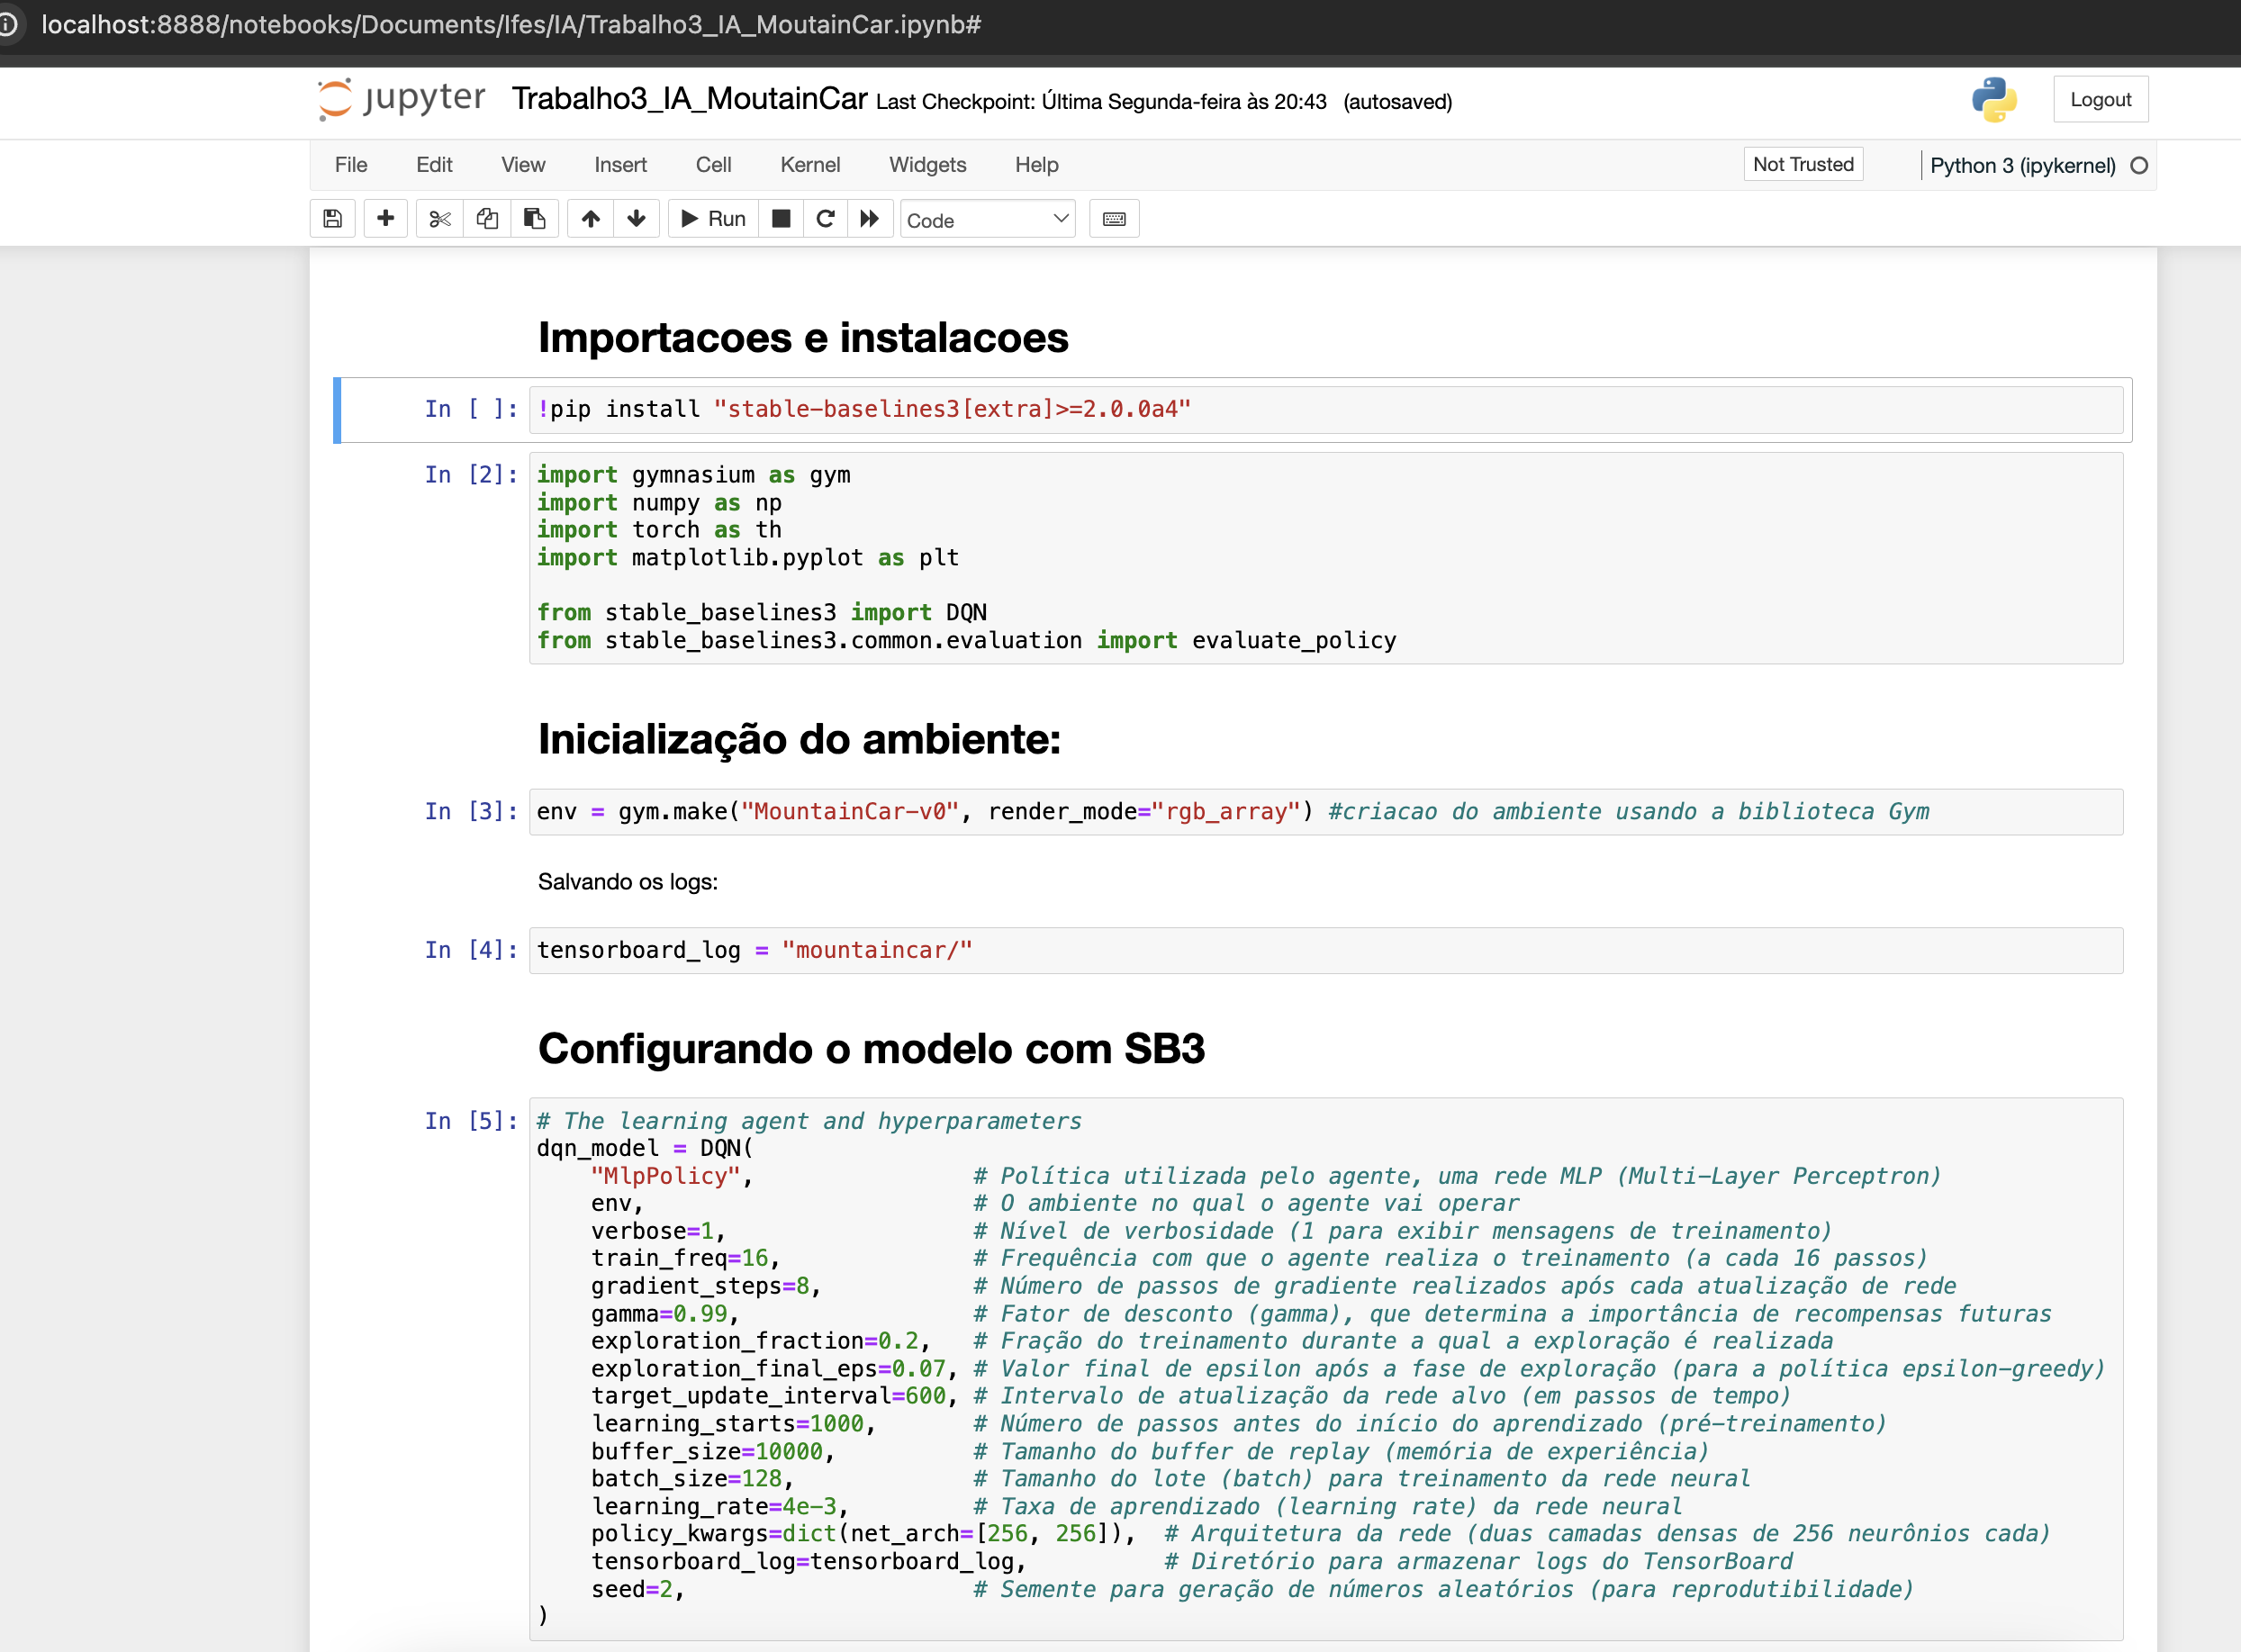 localhost:8888/notebooks/Documents/Ifes/IA/Trabalho3_IA_MoutainCar.ipynb#
jupyter Trabalho3_IA_MoutainCar Last Checkpoint: Última Segunda-feira às 20:43 (autosaved) Logout
File Edit View Insert Cell Kernel Widgets Help Not Trusted Python 3 (ipykernel)
Run Code
Importacoes e instalacoes
In [ ]: !pip install "stable-baselines3[extra]>=2.0.0a4"
In [2]: import gymnasium as gym
import numpy as np
import torch as th
import matplotlib.pyplot as plt
from stable_baselines3 import DQN
from stable_baselines3.common.evaluation import evaluate_policy
Inicialização do ambiente:
In [3]: env = gym.make("MountainCar-v0", render_mode="rgb_array") #criacao do ambiente usando a biblioteca Gym
Salvando os logs:
In [4]: tensorboard_log = "mountaincar/"
Configurando o modelo com SB3
In [5]: # The learning agent and hyperparameters
dqn_model = DQN(
"MlpPolicy", # Política utilizada pelo agente, uma rede MLP (Multi-Layer Perceptron)
env, # O ambiente no qual o agente vai operar
verbose=1, # Nível de verbosidade (1 para exibir mensagens de treinamento)
train_freq=16, # Frequência com que o agente realiza o treinamento (a cada 16 passos)
gradient_steps=8, # Número de passos de gradiente realizados após cada atualização de rede
gamma=0.99, # Fator de desconto (gamma), que determina a importância de recompensas futuras
exploration_fraction=0.2, # Fração do treinamento durante a qual a exploração é realizada
exploration_final_eps=0.07, # Valor final de epsilon após a fase de exploração (para a política epsilon-greedy)
target_update_interval=600, # Intervalo de atualização da rede alvo (em passos de tempo)
learning_starts=1000, # Número de passos antes do início do aprendizado (pré-treinamento)
buffer_size=10000, # Tamanho do buffer de replay (memória de experiência)
batch_size=128, # Tamanho do lote (batch) para treinamento da rede neural
learning_rate=4e-3, # Taxa de aprendizado (learning rate) da rede neural
policy_kwargs=dict(net_arch=[256, 256]), # Arquitetura da rede (duas camadas densas de 256 neurônios cada)
tensorboard_log=tensorboard_log, # Diretório para armazenar logs do TensorBoard
seed=2, # Semente para geração de números aleatórios (para reprodutibilidade)
)